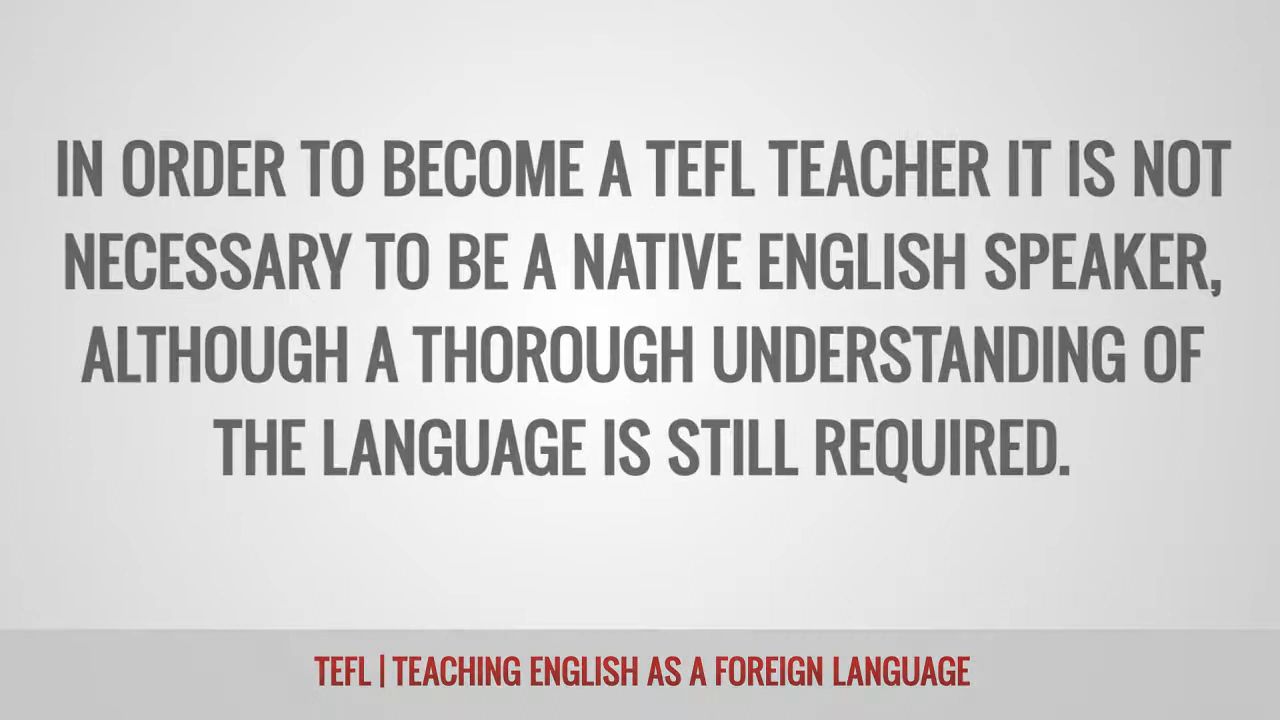 IN ORDER TO BECOME A TEFL TEACHER IT IS NOT
NECESSARY TO BE A NATIVE ENGLISH SPEAKER,
ALTHOUGH A THOROUGH UNDERSTANDING OF
THE LANGUAGE IS STILL REQUIRED.
TEFL | TEACHING ENGLISH AS A FOREIGN LANGUAGE